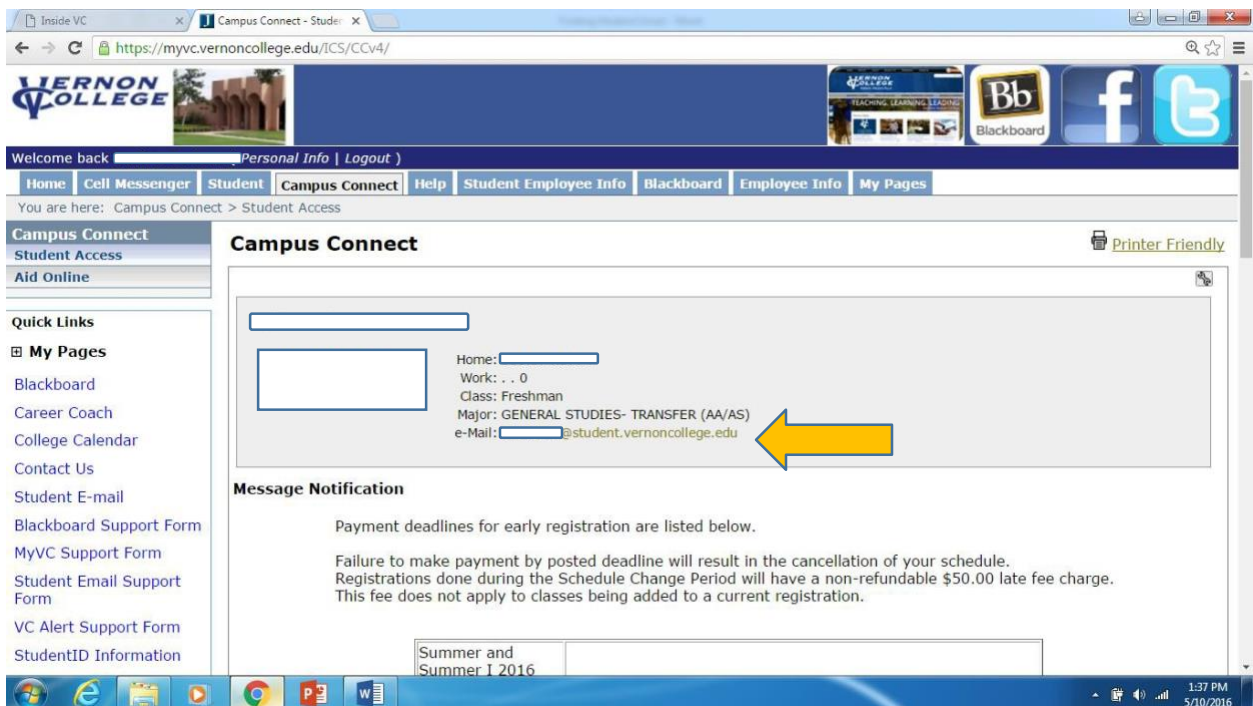 Inside VC
Campus Connect - Studer
https://myvc.vernoncollege.edu/ICS/CCv4/
VERNON COLLEGE
VERNON COLLEGE
TEACHING. LEARNING. LEADING
Bb
Blackboard
Welcome back
Personal Info | Logout )
Home Cell Messenger Student Campus Connect Help Student Employee Info Blackboard Employee Info My Pages
You are here: Campus Connect > Student Access
Campus Connect
Student Access
Aid Online
Quick Links
My Pages
Blackboard
Career Coach
College Calendar
Contact Us
Student E-mail
Blackboard Support Form
MyVC Support Form
Student Email Support
Form
VC Alert Support Form
StudentID Information
Campus Connect
Printer Friendly
Home:
Work: . . 0
Class: Freshman
Major: GENERAL STUDIES- TRANSFER (AA/AS)
e-Mail: @student.vernoncollege.edu
Message Notification
Payment deadlines for early registration are listed below.
Failure to make payment by posted deadline will result in the cancellation of your schedule.
Registrations done during the Schedule Change Period will have a non-refundable $50.00 late fee charge.
This fee does not apply to classes being added to a current registration.
Summer and
Summer I 2016
1:37 PM
5/10/2016